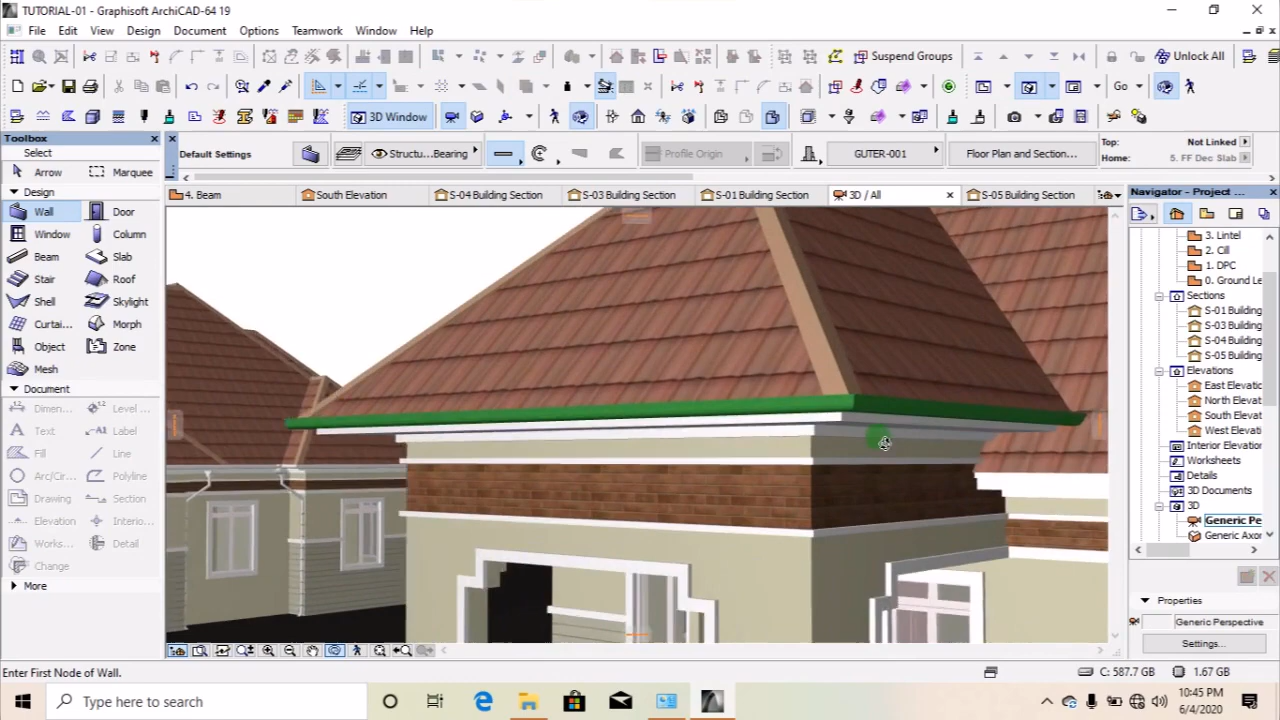 TUTORIAL-01 - Graphisoft ArchiCAD-64 19
File Edit View Design Document Options Teamwork Window Help
Suspend Groups
Unlock All
Go
3D Window
Toolbox
Select
Arrow Marquee
Design
Wall Door
Window Column
Beam Slab
Stair Roof
Shell Skylight
Curtai... Morph
Object Zone
Mesh
Document
Dimen... Level ...
Text Label
Fill Line
Arc/Cir... Polyline
Drawing Section
Elevation Interio...
Works... Detail
Change
More
Default Settings
Structu...Bearing
Profile Origin
GUTER-001
Floor Plan and Section...
Top: Not Linked
Home: 5. FF Dec Slab
4. Beam South Elevation S-04 Building Section S-03 Building Section S-01 Building Section 3D / All S-05 Building Section
Navigator - Project ...
3. Lintel
2. Cill
1. DPC
0. Ground Le
Sections
S-01 Building
S-03 Building
S-04 Building
S-05 Building
Elevations
East Elevatio
North Elevat
South Elevat
West Elevati
Interior Elevation
Worksheets
Details
3D Documents
3D
Generic Pe
Generic Axon
Properties
Generic Perspective
Settings...
Enter First Node of Wall.
C: 587.7 GB
1.67 GB
Type here to search
10:45 PM
6/4/2020